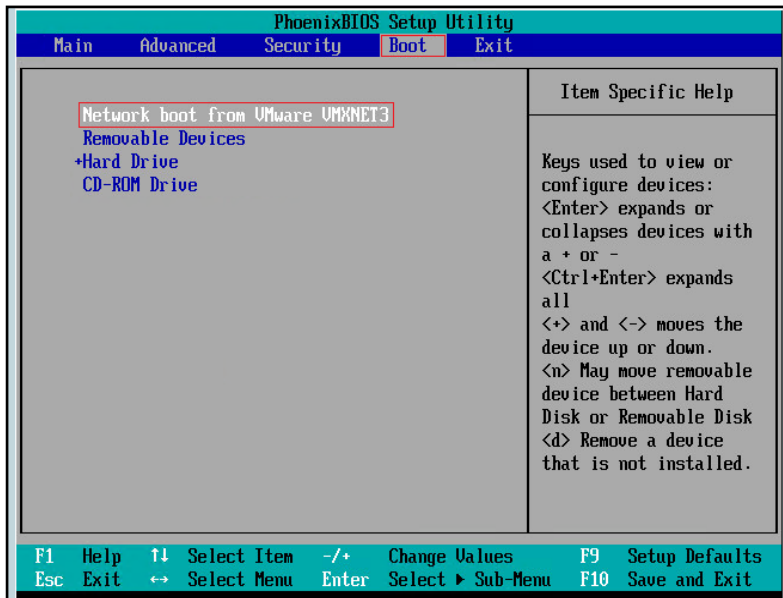 PhoenixBIOS Setup Utility
Main Advanced Security Boot Exit
Network boot from VMware VMXNET3
Removable Devices
+Hard Drive
CD-ROM Drive
Item Specific Help
Keys used to view or
configure devices:
<Enter> expands or
collapses devices with
a + or -
<Ctrl+Enter> expands
all
<+> and <-> moves the
device up or down.
<n> May move removable
device between Hard
Disk or Removable Disk
<d> Remove a device
that is not installed.
F1 Help ↑↓ Select Item -/+ Change Values F9 Setup Defaults
Esc Exit ↔ Select Menu Enter Select ▶ Sub-Menu F10 Save and Exit